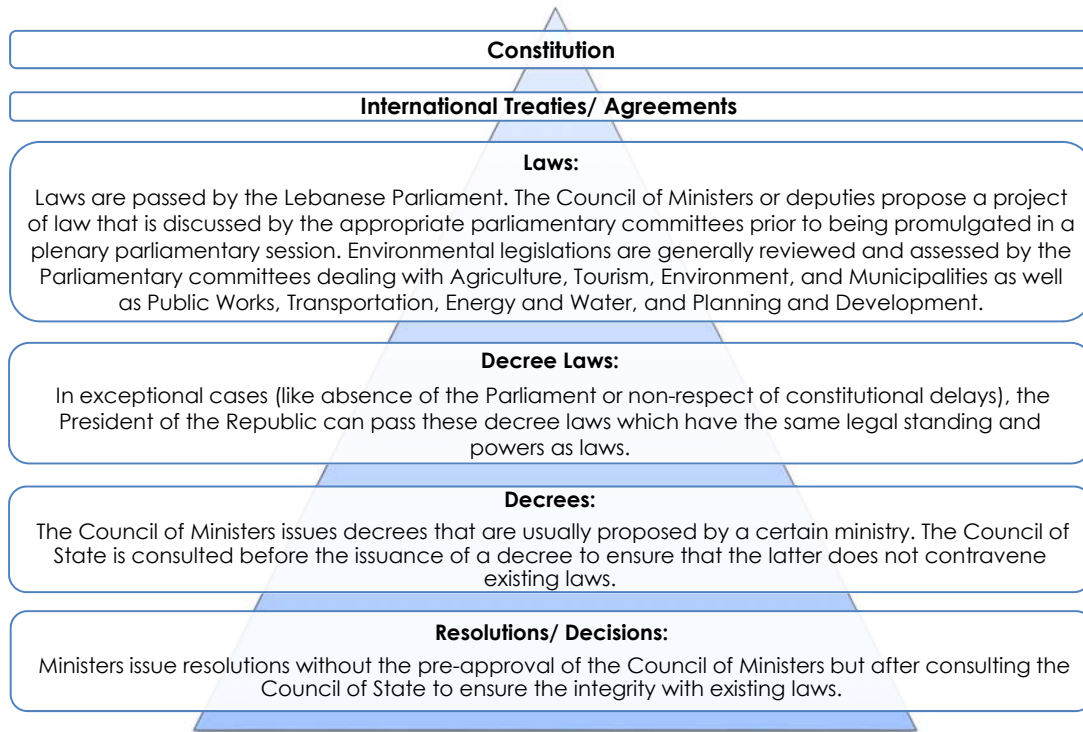 Constitution
International Treaties/ Agreements
Laws:
Laws are passed by the Lebanese Parliament. The Council of Ministers or deputies propose a project
of law that is discussed by the appropriate parliamentary committees prior to being promulgated in a
plenary parliamentary session. Environmental legislations are generally reviewed and assessed by the
Parliamentary committees dealing with Agriculture, Tourism, Environment, and Municipalities as well
as Public Works, Transportation, Energy and Water, and Planning and Development.
Decree Laws:
In exceptional cases (like absence of the Parliament or non-respect of constitutional delays), the
President of the Republic can pass these decree laws which have the same legal standing and
powers as laws.
Decrees:
The Council of Ministers issues decrees that are usually proposed by a certain ministry. The Council of
State is consulted before the issuance of a decree to ensure that the latter does not contravene
existing laws.
Resolutions/ Decisions:
Ministers issue resolutions without the pre-approval of the Council of Ministers but after consulting the
Council of State to ensure the integrity with existing laws.